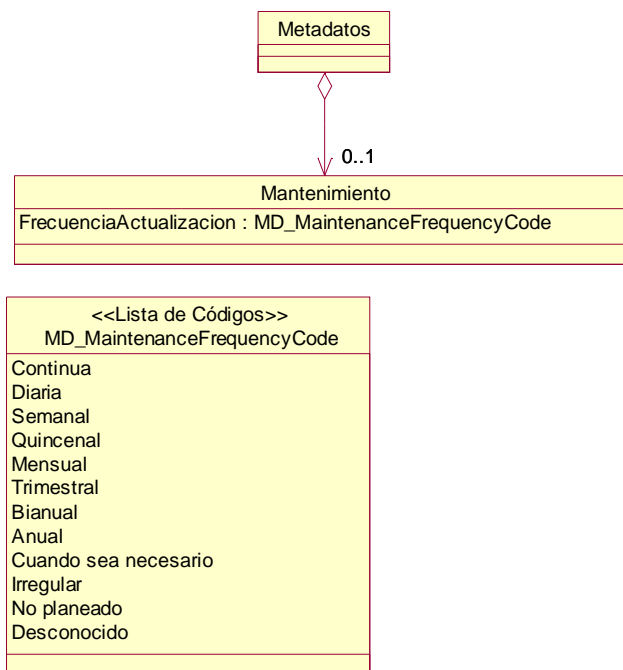 Metadatos
0..1
Mantenimiento
FrecuenciaActualizacion : MD_MaintenanceFrequencyCode
<<Lista de Códigos>>
MD_MaintenanceFrequencyCode
Continua
Diaria
Semanal
Quincenal
Mensual
Trimestral
Bianual
Anual
Cuando sea necesario
Irregular
No planeado
Desconocido